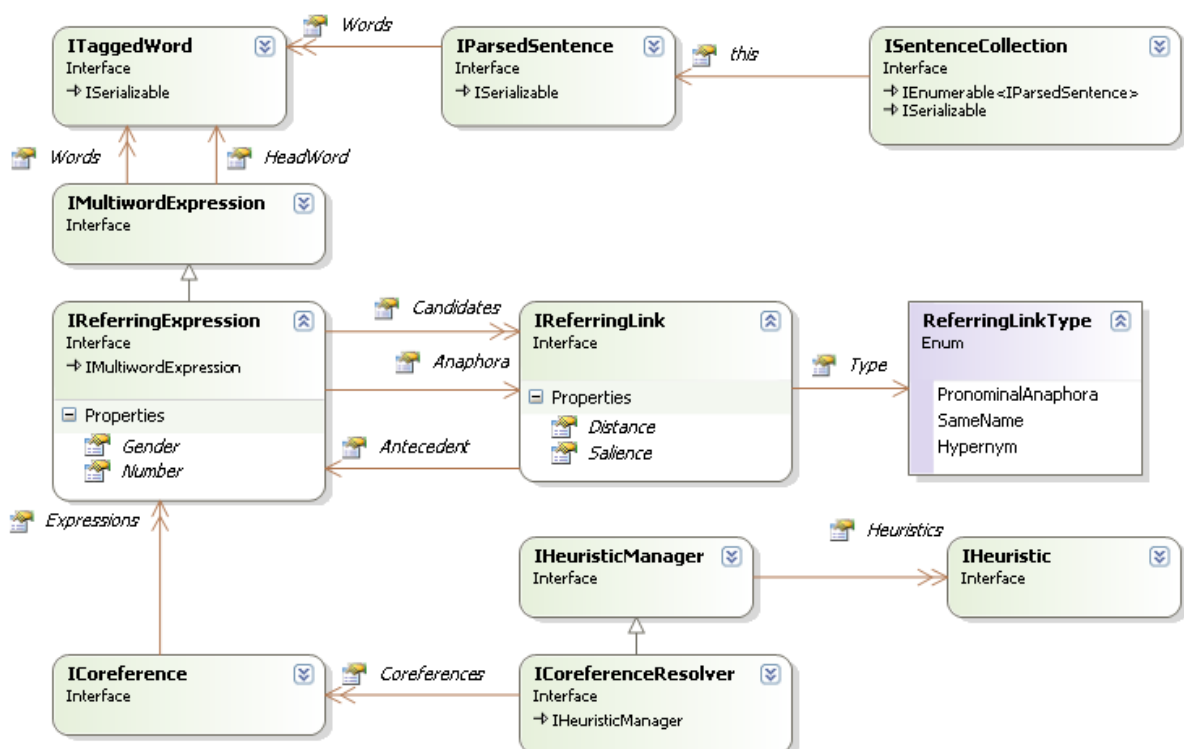 Words
ITaggedWord
Interface
ISerializable
IParsedSentence
Interface
ISerializable
this
ISentenceCollection
Interface
IEnumerable<IParsedSentence>
ISerializable
Words
HeadWord
IMultiwordExpression
Interface
IReferringExpression
Interface
IMultiwordExpression
Properties
Gender
Number
Candidates
Anaphora
Antecedent
IReferringLink
Interface
Properties
Distance
Salience
Type
ReferringLinkType
Enum
PronominalAnaphora
SameName
Hypernym
Expressions
IHeuristicManager
Interface
Heuristics
IHeuristic
Interface
ICoreference
Interface
Coreferences
ICoreferenceResolver
Interface
IHeuristicManager